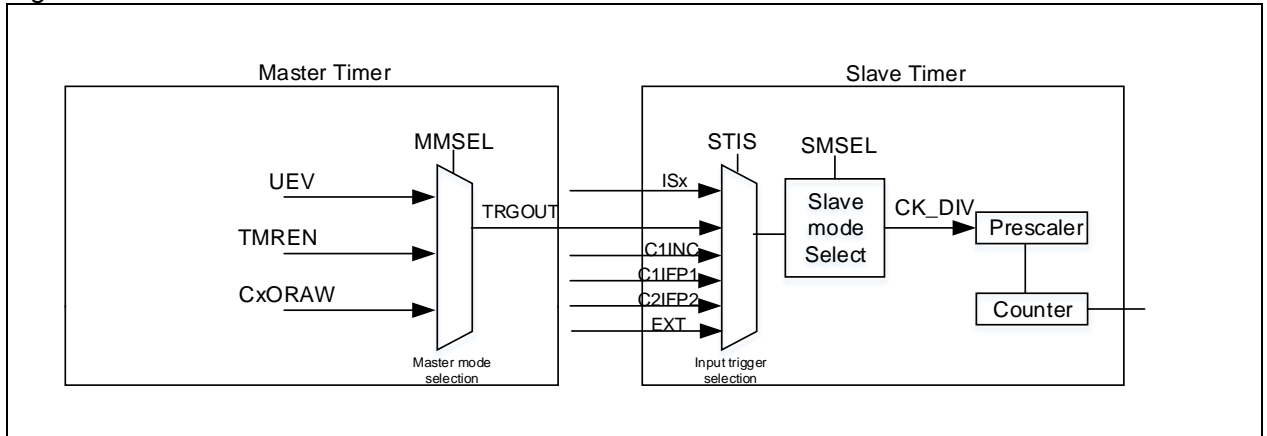 Master Timer
Slave Timer
MMSEL
STIS
SMSEL
UEV
TMREN
CxORAW
TRGOUT
ISx
C1INC
C1IFP1
C2IFP2
EXT
Slave
mode
Select
CK_DIV
Prescaler
Counter
Master mode
selection
Input trigger
selection